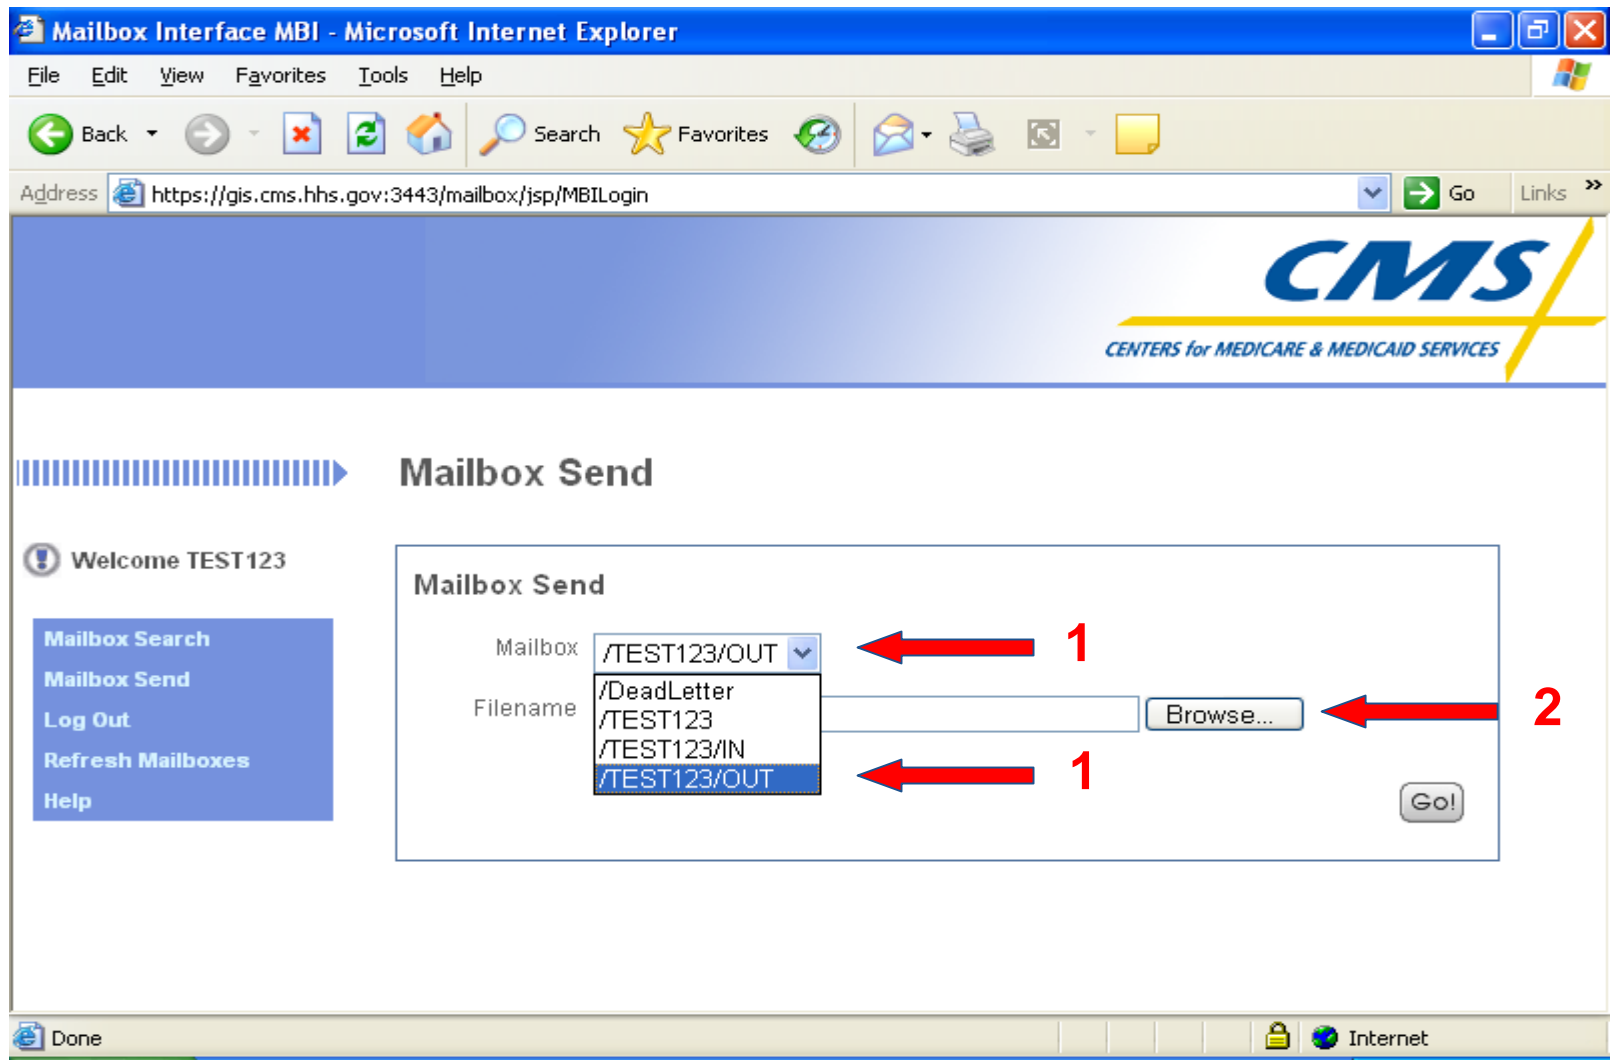 Mailbox Interface MBI - Microsoft Internet Explorer
File Edit View Favorites Tools Help
Back Search Favorites
Address https://gis.cms.hhs.gov:3443/mailbox/jsp/MBILogin Go Links »
CMS
CENTERS for MEDICARE & MEDICAID SERVICES
Mailbox Send
Welcome TEST123
Mailbox Search
Mailbox Send
Log Out
Refresh Mailboxes
Help
Mailbox Send
Mailbox /TEST123/OUT 1
/DeadLetter
Filename /TEST123 Browse... 2
/TEST123/IN
/TEST123/OUT 1
Go!
Done Internet